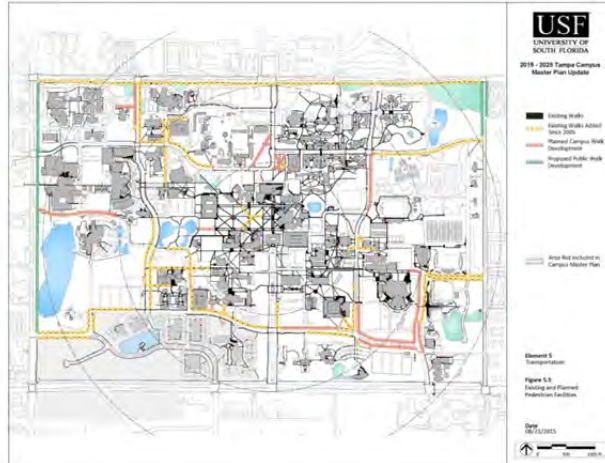 USF
UNIVERSITY OF
SOUTH FLORIDA
2015 - 2025 Tampa Campus
Master Plan Update
Existing Walks
Existing Walks Added
Since 2005
Planned Campus Walk
Development
Proposed Public Walk
Development
Area Not Included in
Campus Master Plan
Element 5
Transportation
Figure 5.5
Existing and Planned
Pedestrian Facilities
Date
0